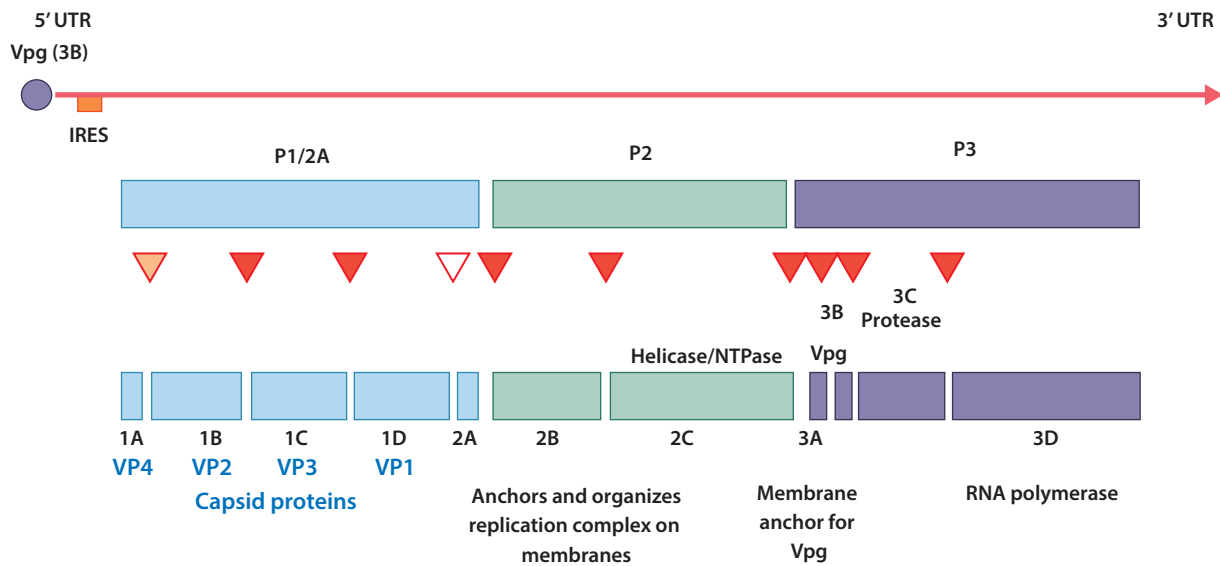 5′ UTR
3′ UTR
Vpg (3B)
IRES
P1/2A
P2
P3
3B
3C
Protease
Helicase/NTPase
Vpg
1A
1B
1C
1D
2A
2B
2C
3A
3D
VP4
VP2
VP3
VP1
Capsid proteins
Anchors and organizes
replication complex on
membranes
Membrane
anchor for
Vpg
RNA polymerase